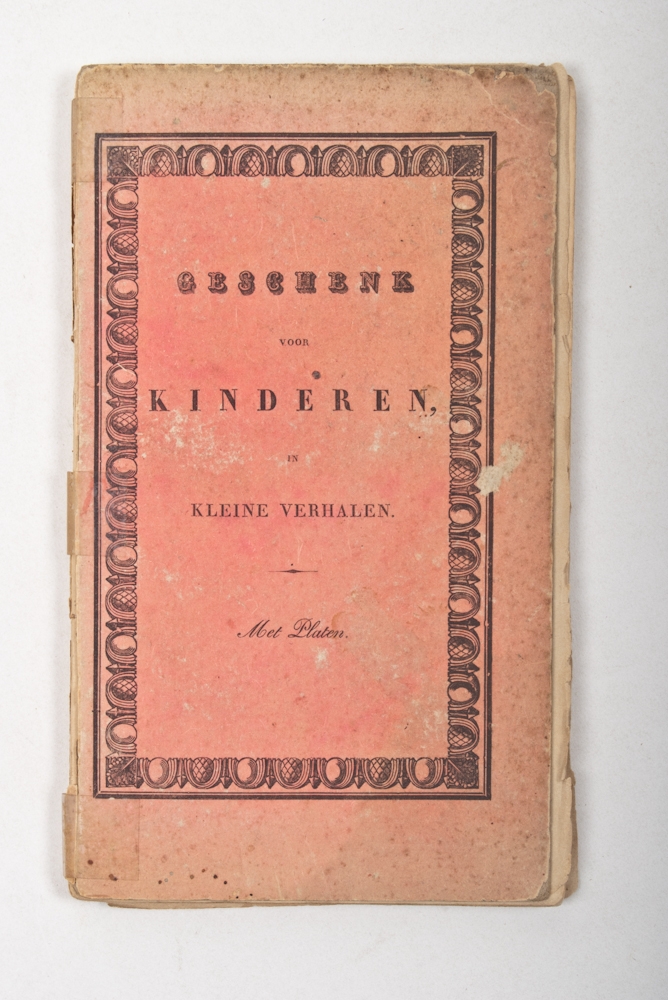 GESCHENK
VOOR
KINDEREN,
IN
KLEINE VERHALEN.
Met Platen.